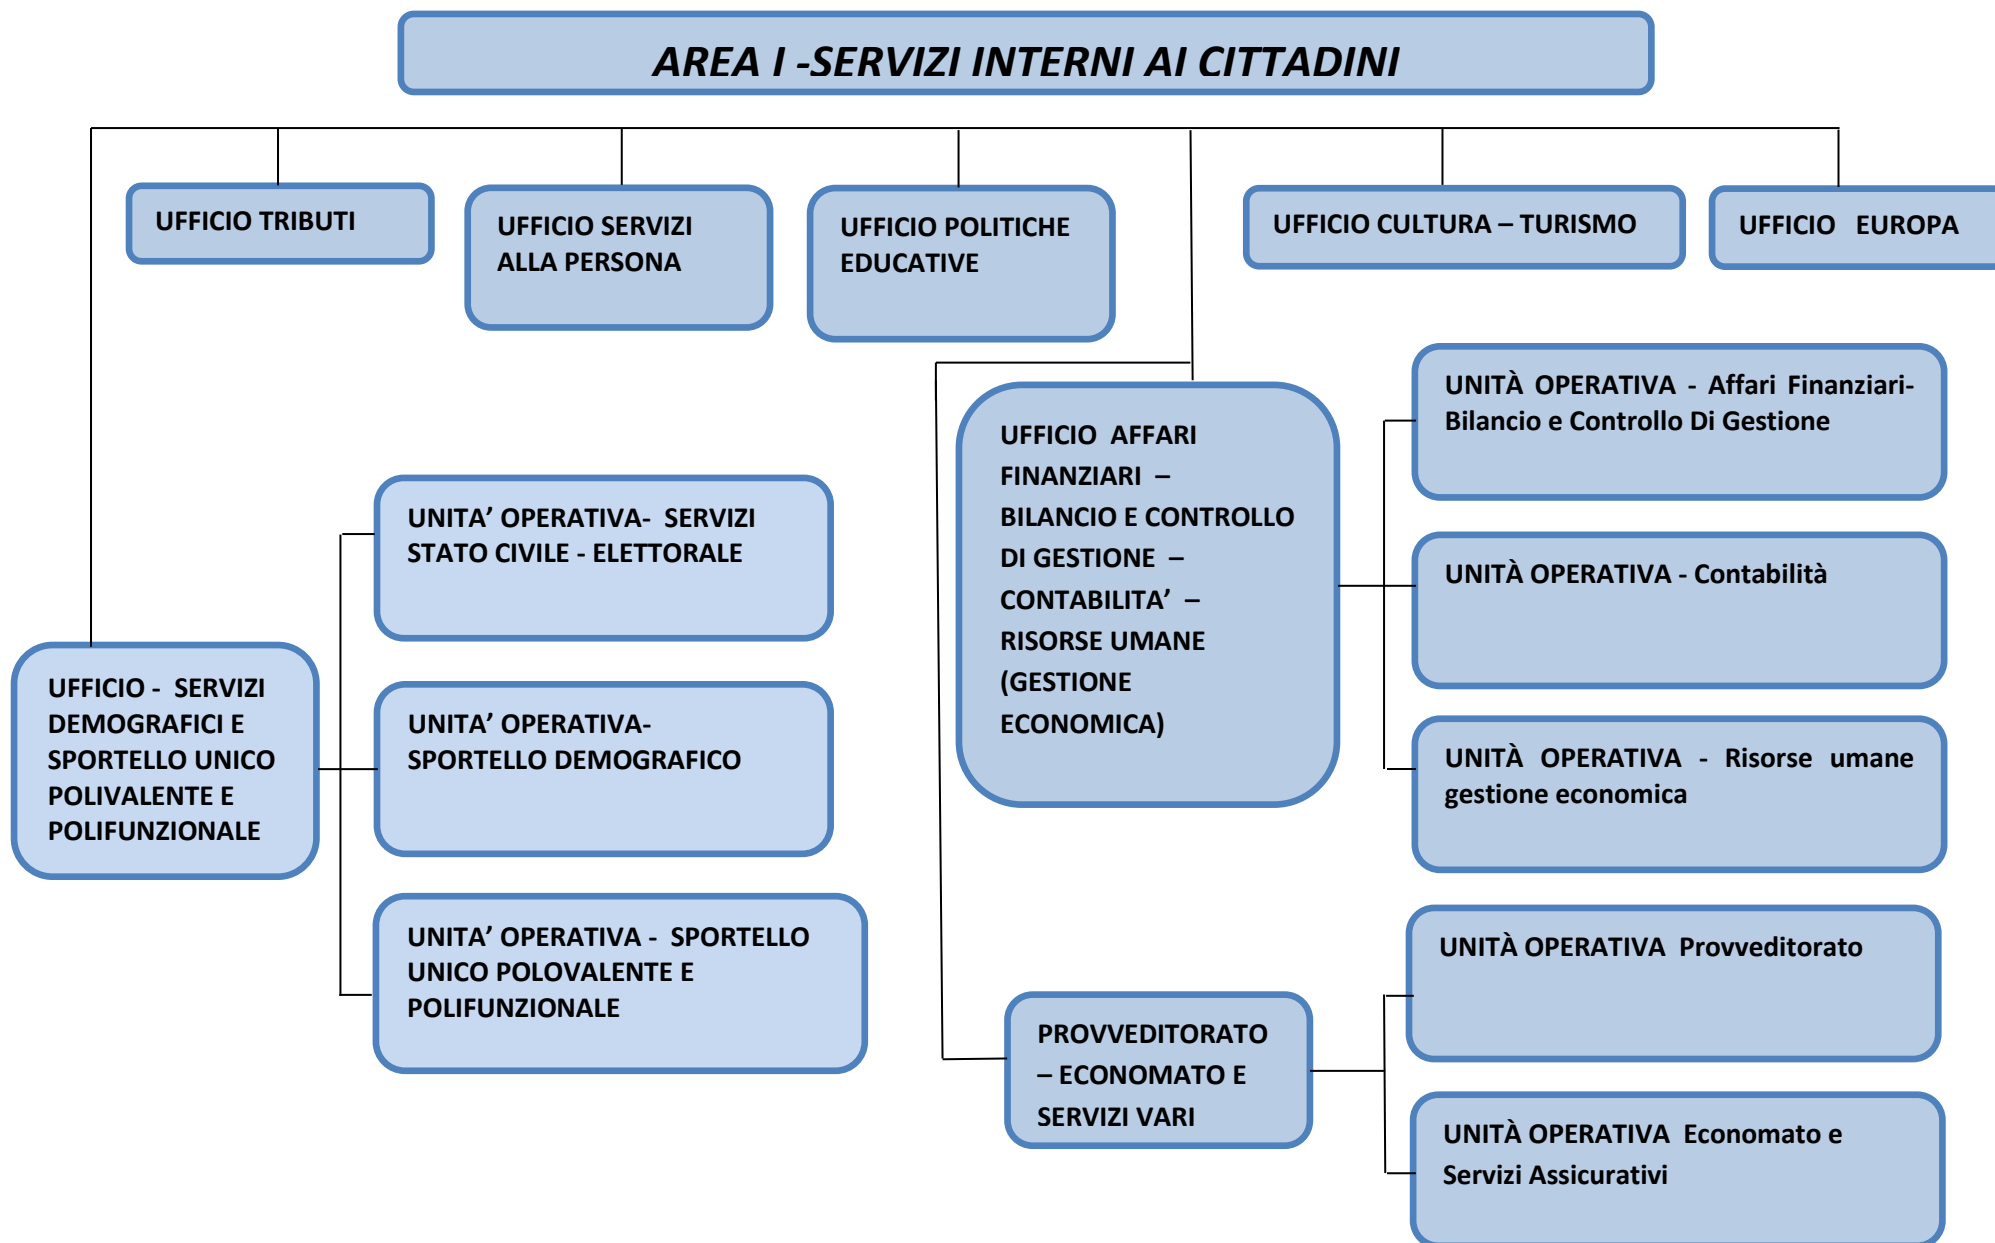 AREA I -SERVIZI INTERNI AI CITTADINI
UFFICIO TRIBUTI
UFFICIO SERVIZI
ALLA PERSONA
UFFICIO POLITICHE
EDUCATIVE
UFFICIO CULTURA – TURISMO
UFFICIO EUROPA
UFFICIO AFFARI
FINANZIARI –
BILANCIO E CONTROLLO
DI GESTIONE –
CONTABILITA’ –
RISORSE UMANE
(GESTIONE
ECONOMICA)
UNITÀ OPERATIVA - Affari Finanziari-
Bilancio e Controllo Di Gestione
UNITÀ OPERATIVA - Contabilità
UNITÀ OPERATIVA - Risorse umane
gestione economica
UFFICIO - SERVIZI
DEMOGRAFICI E
SPORTELLO UNICO
POLIVALENTE E
POLIFUNZIONALE
UNITA’ OPERATIVA- SERVIZI
STATO CIVILE - ELETTORALE
UNITA’ OPERATIVA-
SPORTELLO DEMOGRAFICO
UNITA’ OPERATIVA - SPORTELLO
UNICO POLOVALENTE E
POLIFUNZIONALE
PROVVEDITORATO
– ECONOMATO E
SERVIZI VARI
UNITÀ OPERATIVA Provveditorato
UNITÀ OPERATIVA Economato e
Servizi Assicurativi